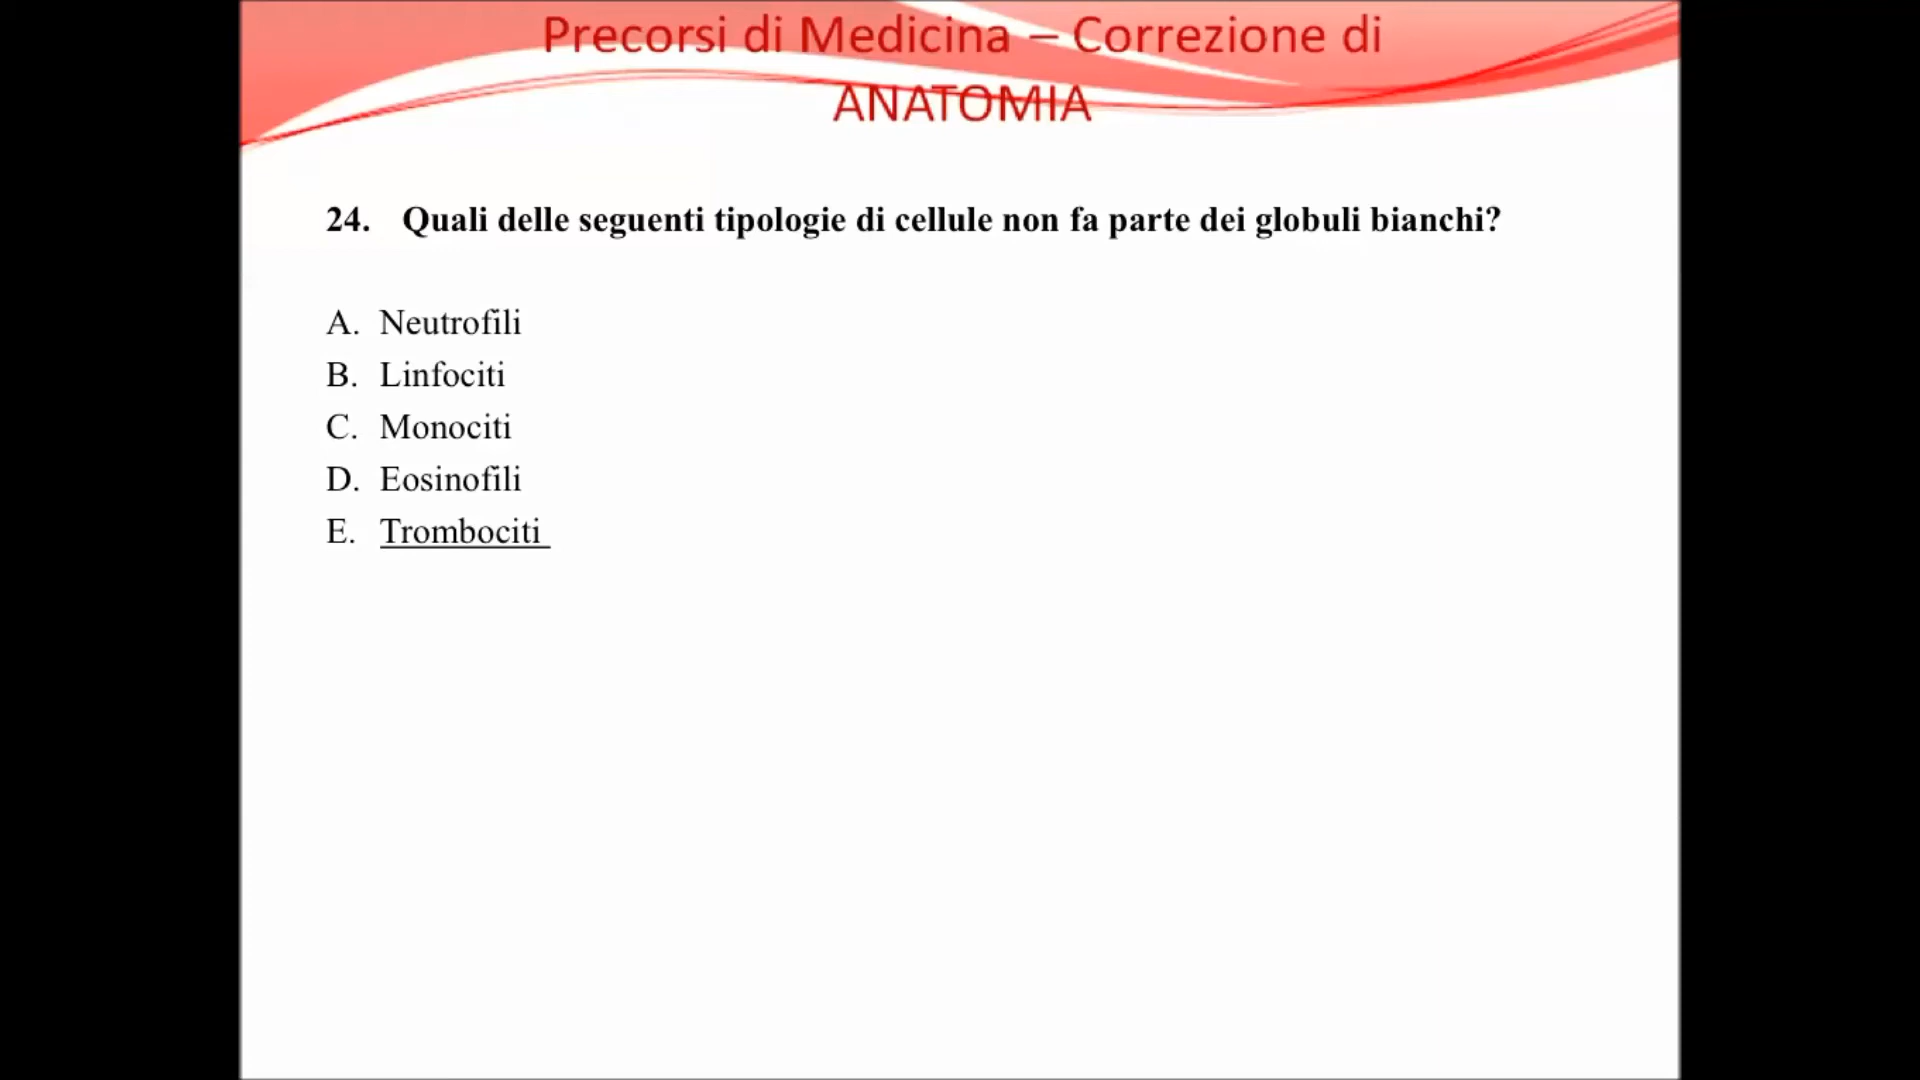 Precorsi di Medicina – Correzione di
ANATOMIA
24. Quali delle seguenti tipologie di cellule non fa parte dei globuli bianchi?
A. Neutrofili
B. Linfociti
C. Monociti
D. Eosinofili
E. Trombociti